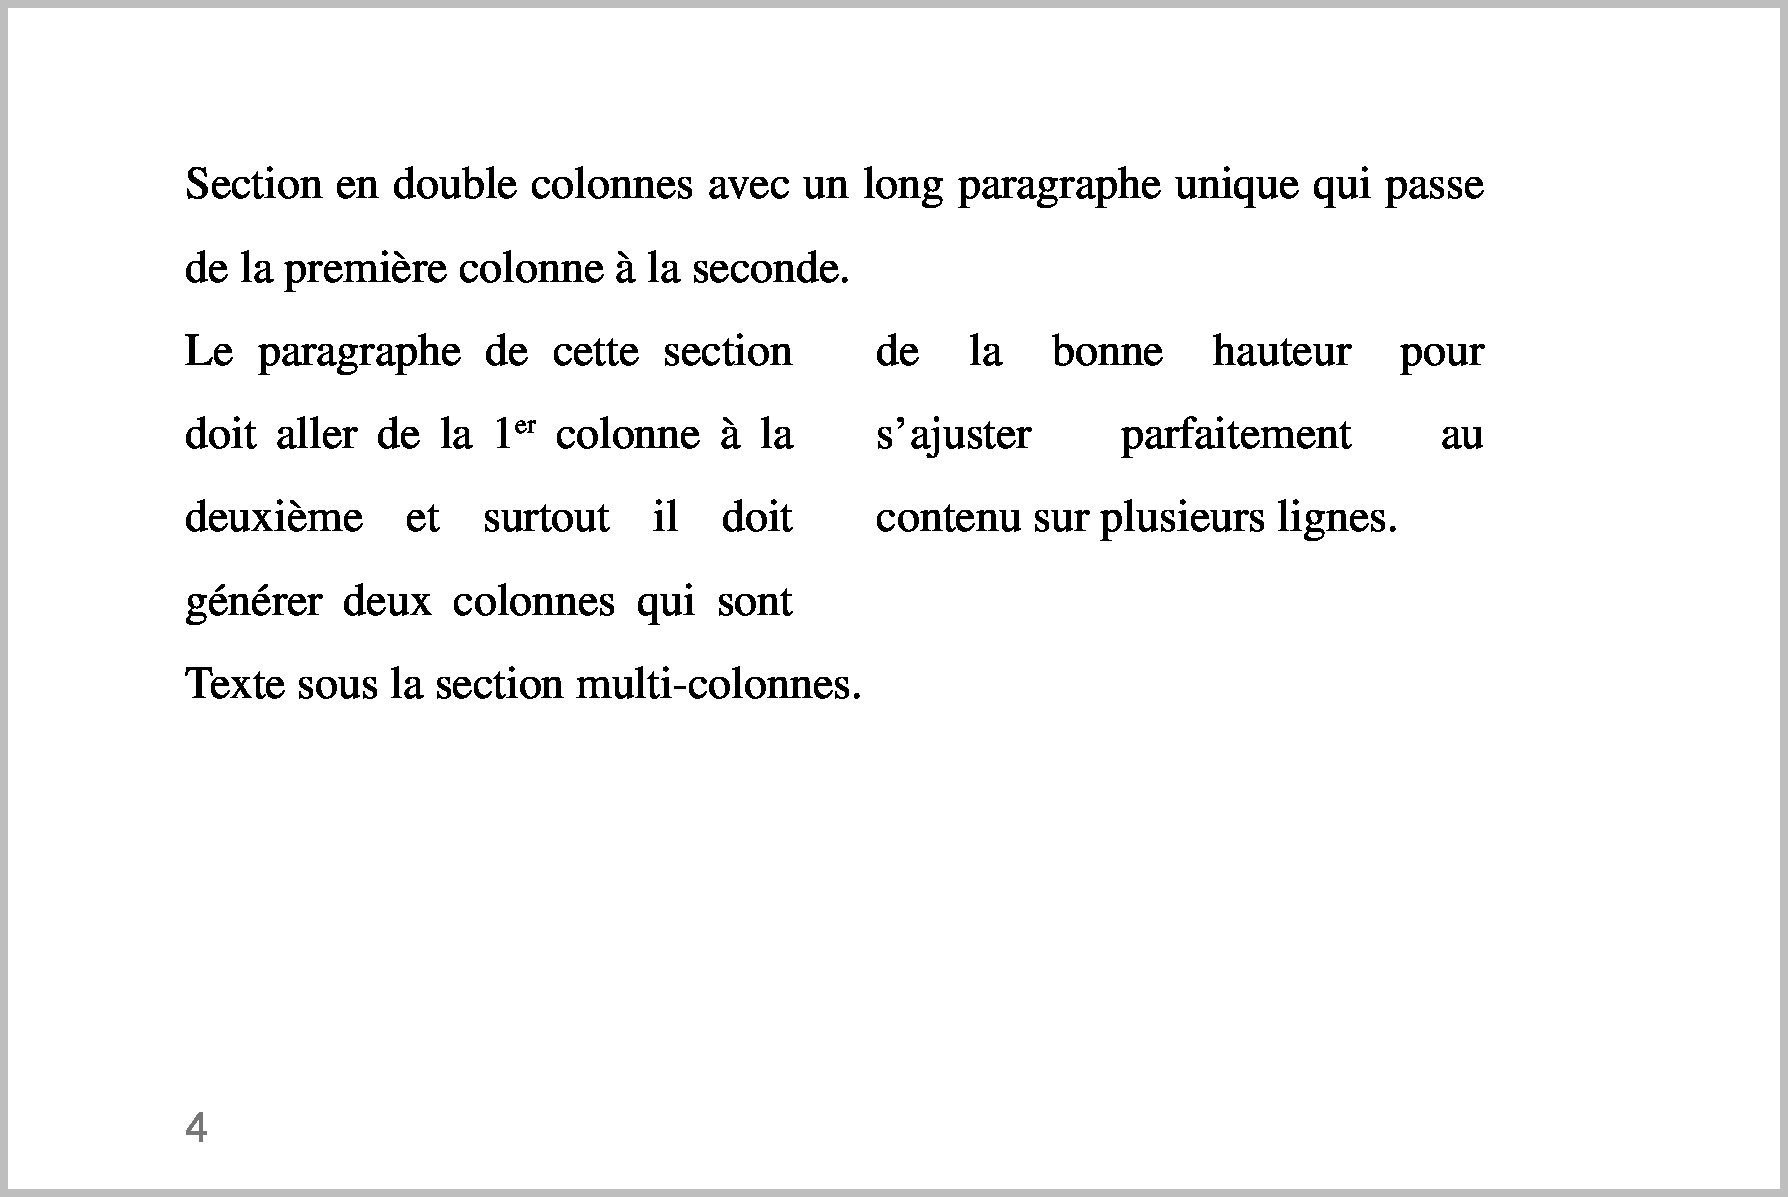 Section en double colonnes avec un long paragraphe unique qui passe
de la première colonne à la seconde.
Le paragraphe de cette section
doit aller de la 1er colonne à la
deuxième et surtout il doit
générer deux colonnes qui sont
de la bonne hauteur pour
s’ajuster parfaitement au
contenu sur plusieurs lignes.
Texte sous la section multi-colonnes.
4